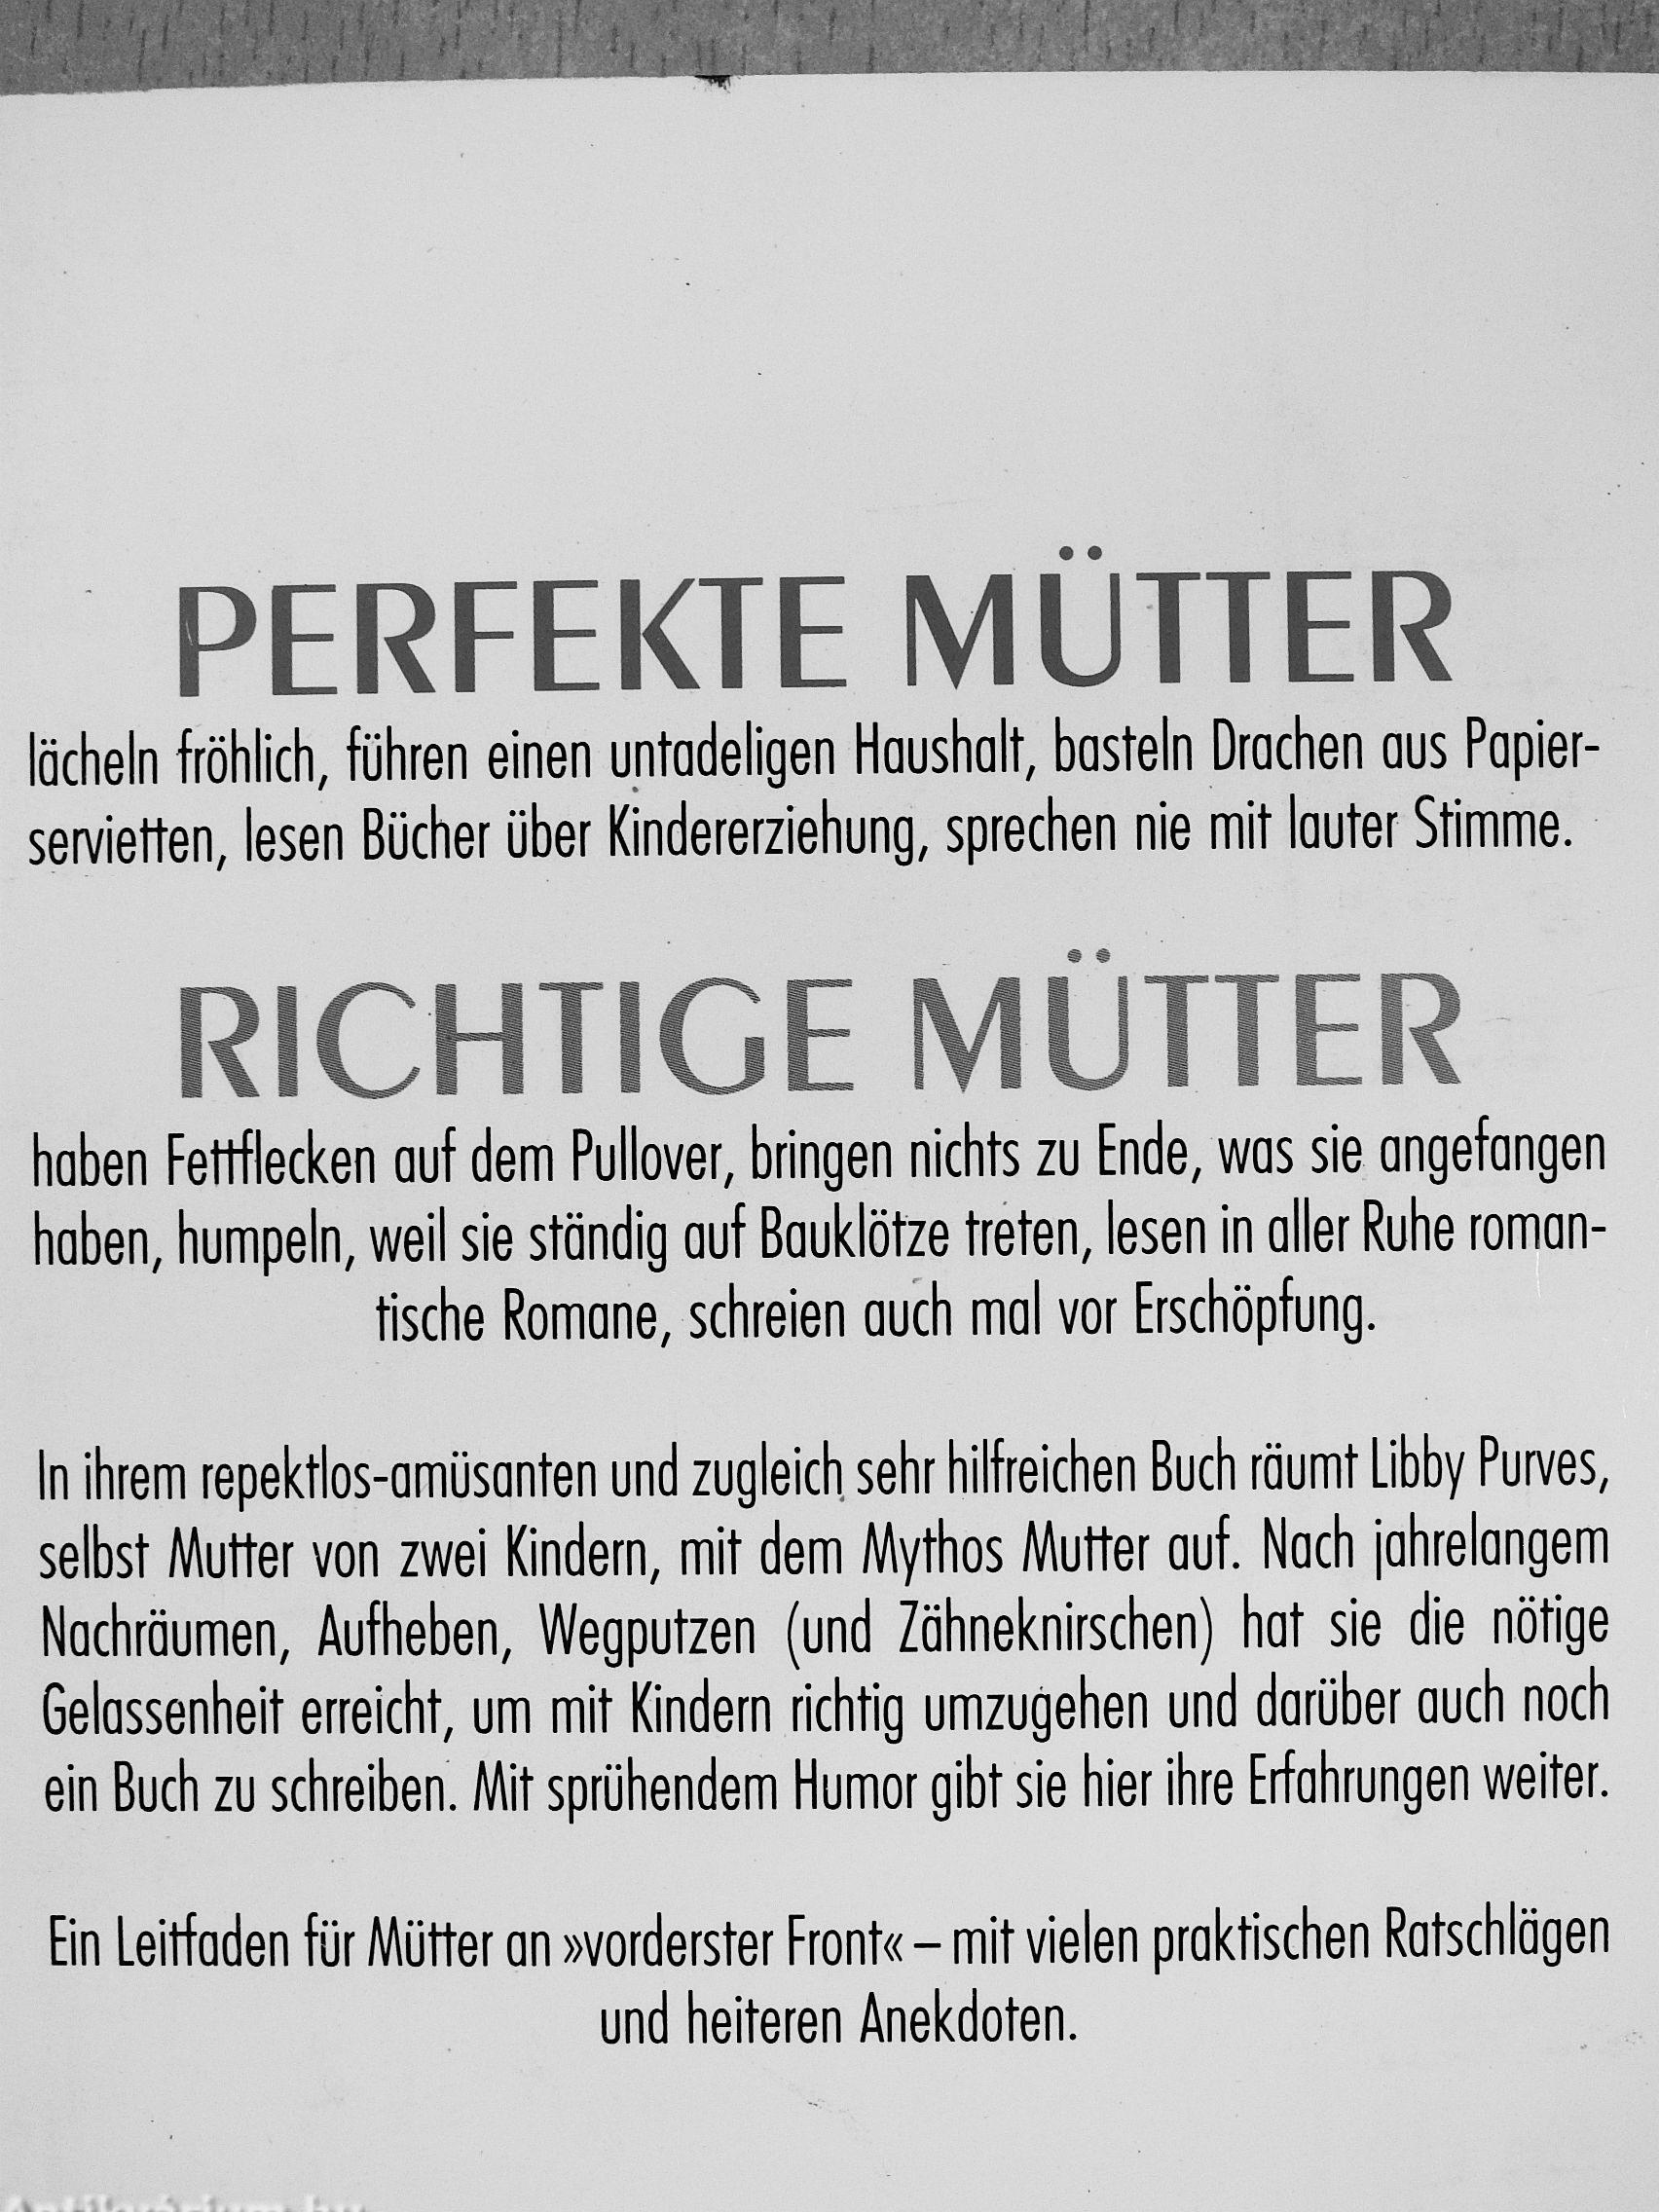 PERFEKTE MÜTTER
lächeln fröhlich, führen einen untadeligen Haushalt, basteln Drachen aus Papier-
servietten, lesen Bücher über Kindererziehung, sprechen nie mit lauter Stimme.
RICHTIGE MÜTTER
haben Fettflecken auf dem Pullover, bringen nichts zu Ende, was sie angefangen
haben, humpeln, weil sie ständig auf Bauklötze treten, lesen in aller Ruhe roman-
tische Romane, schreien auch mal vor Erschöpfung.
In ihrem repektlos-amüsanten und zugleich sehr hilfreichen Buch räumt Libby Purves,
selbst Mutter von zwei Kindern, mit dem Mythos Mutter auf. Nach jahrelangem
Nachräumen, Aufheben, Wegputzen (und Zähneknirschen) hat sie die nötige
Gelassenheit erreicht, um mit Kindern richtig umzugehen und darüber auch noch
ein Buch zu schreiben. Mit sprühendem Humor gibt sie hier ihre Erfahrungen weiter.
Ein Leitfaden für Mütter an »vorderster Front« – mit vielen praktischen Ratschlägen
und heiteren Anekdoten.